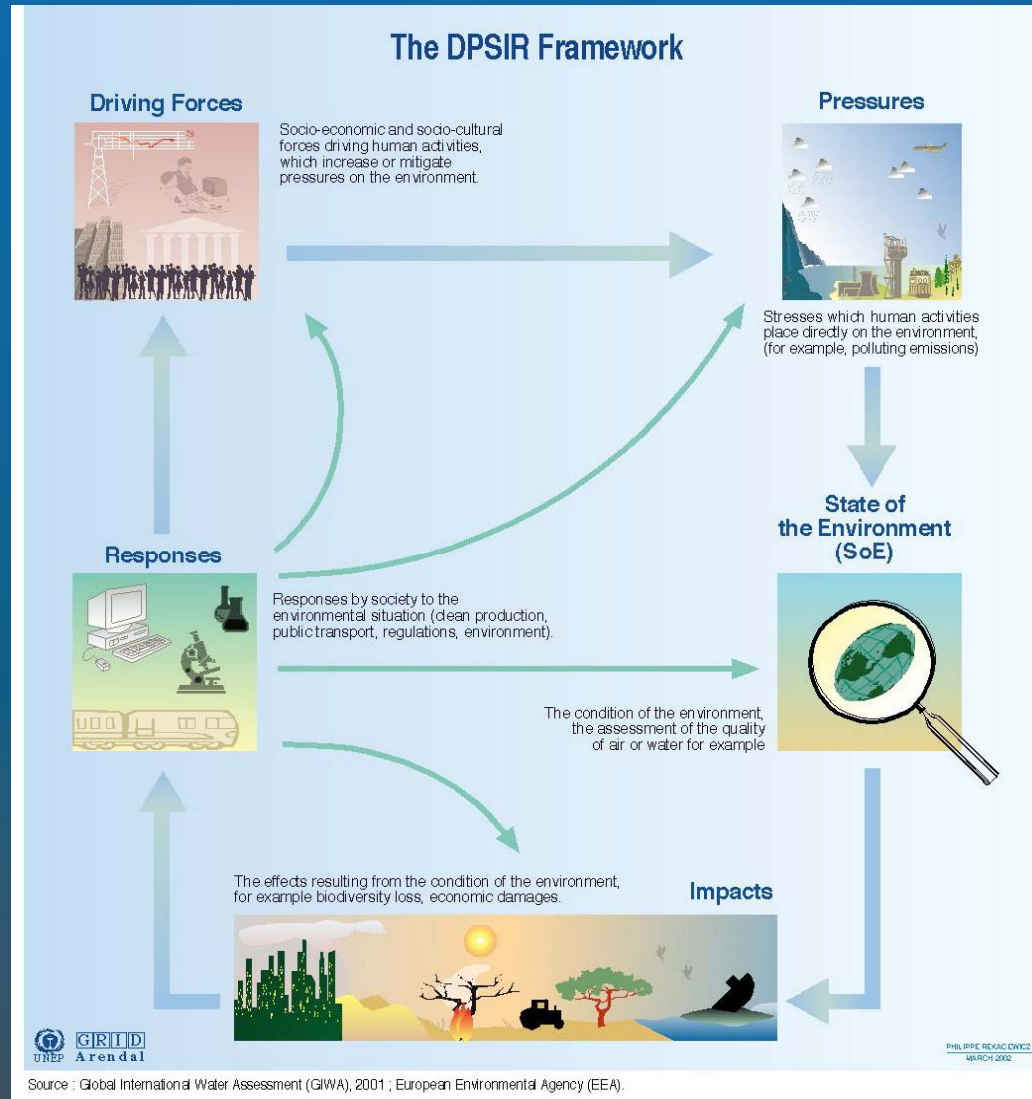 The DPSIR Framework
Driving Forces
Socio-economic and socio-cultural
forces driving human activities,
which increase or mitigate
pressures on the environment.
Pressures
Stresses which human activities
place directly on the environment,
(for example, polluting emissions)
State of
the Environment
(SoE)
Responses
Responses by society to the
environmental situation (clean production,
public transport, regulations, environment).
The condition of the environment,
the assessment of the quality
of air or water for example
The effects resulting from the condition of the environment,
for example biodiversity loss, economic damages.
Impacts
UNEP
GRID
Arendal
PHILIPPE REKACEWICZ
MARCH 2002
Source : Global International Water Assessment (GIWA), 2001 ; European Environmental Agency (EEA).